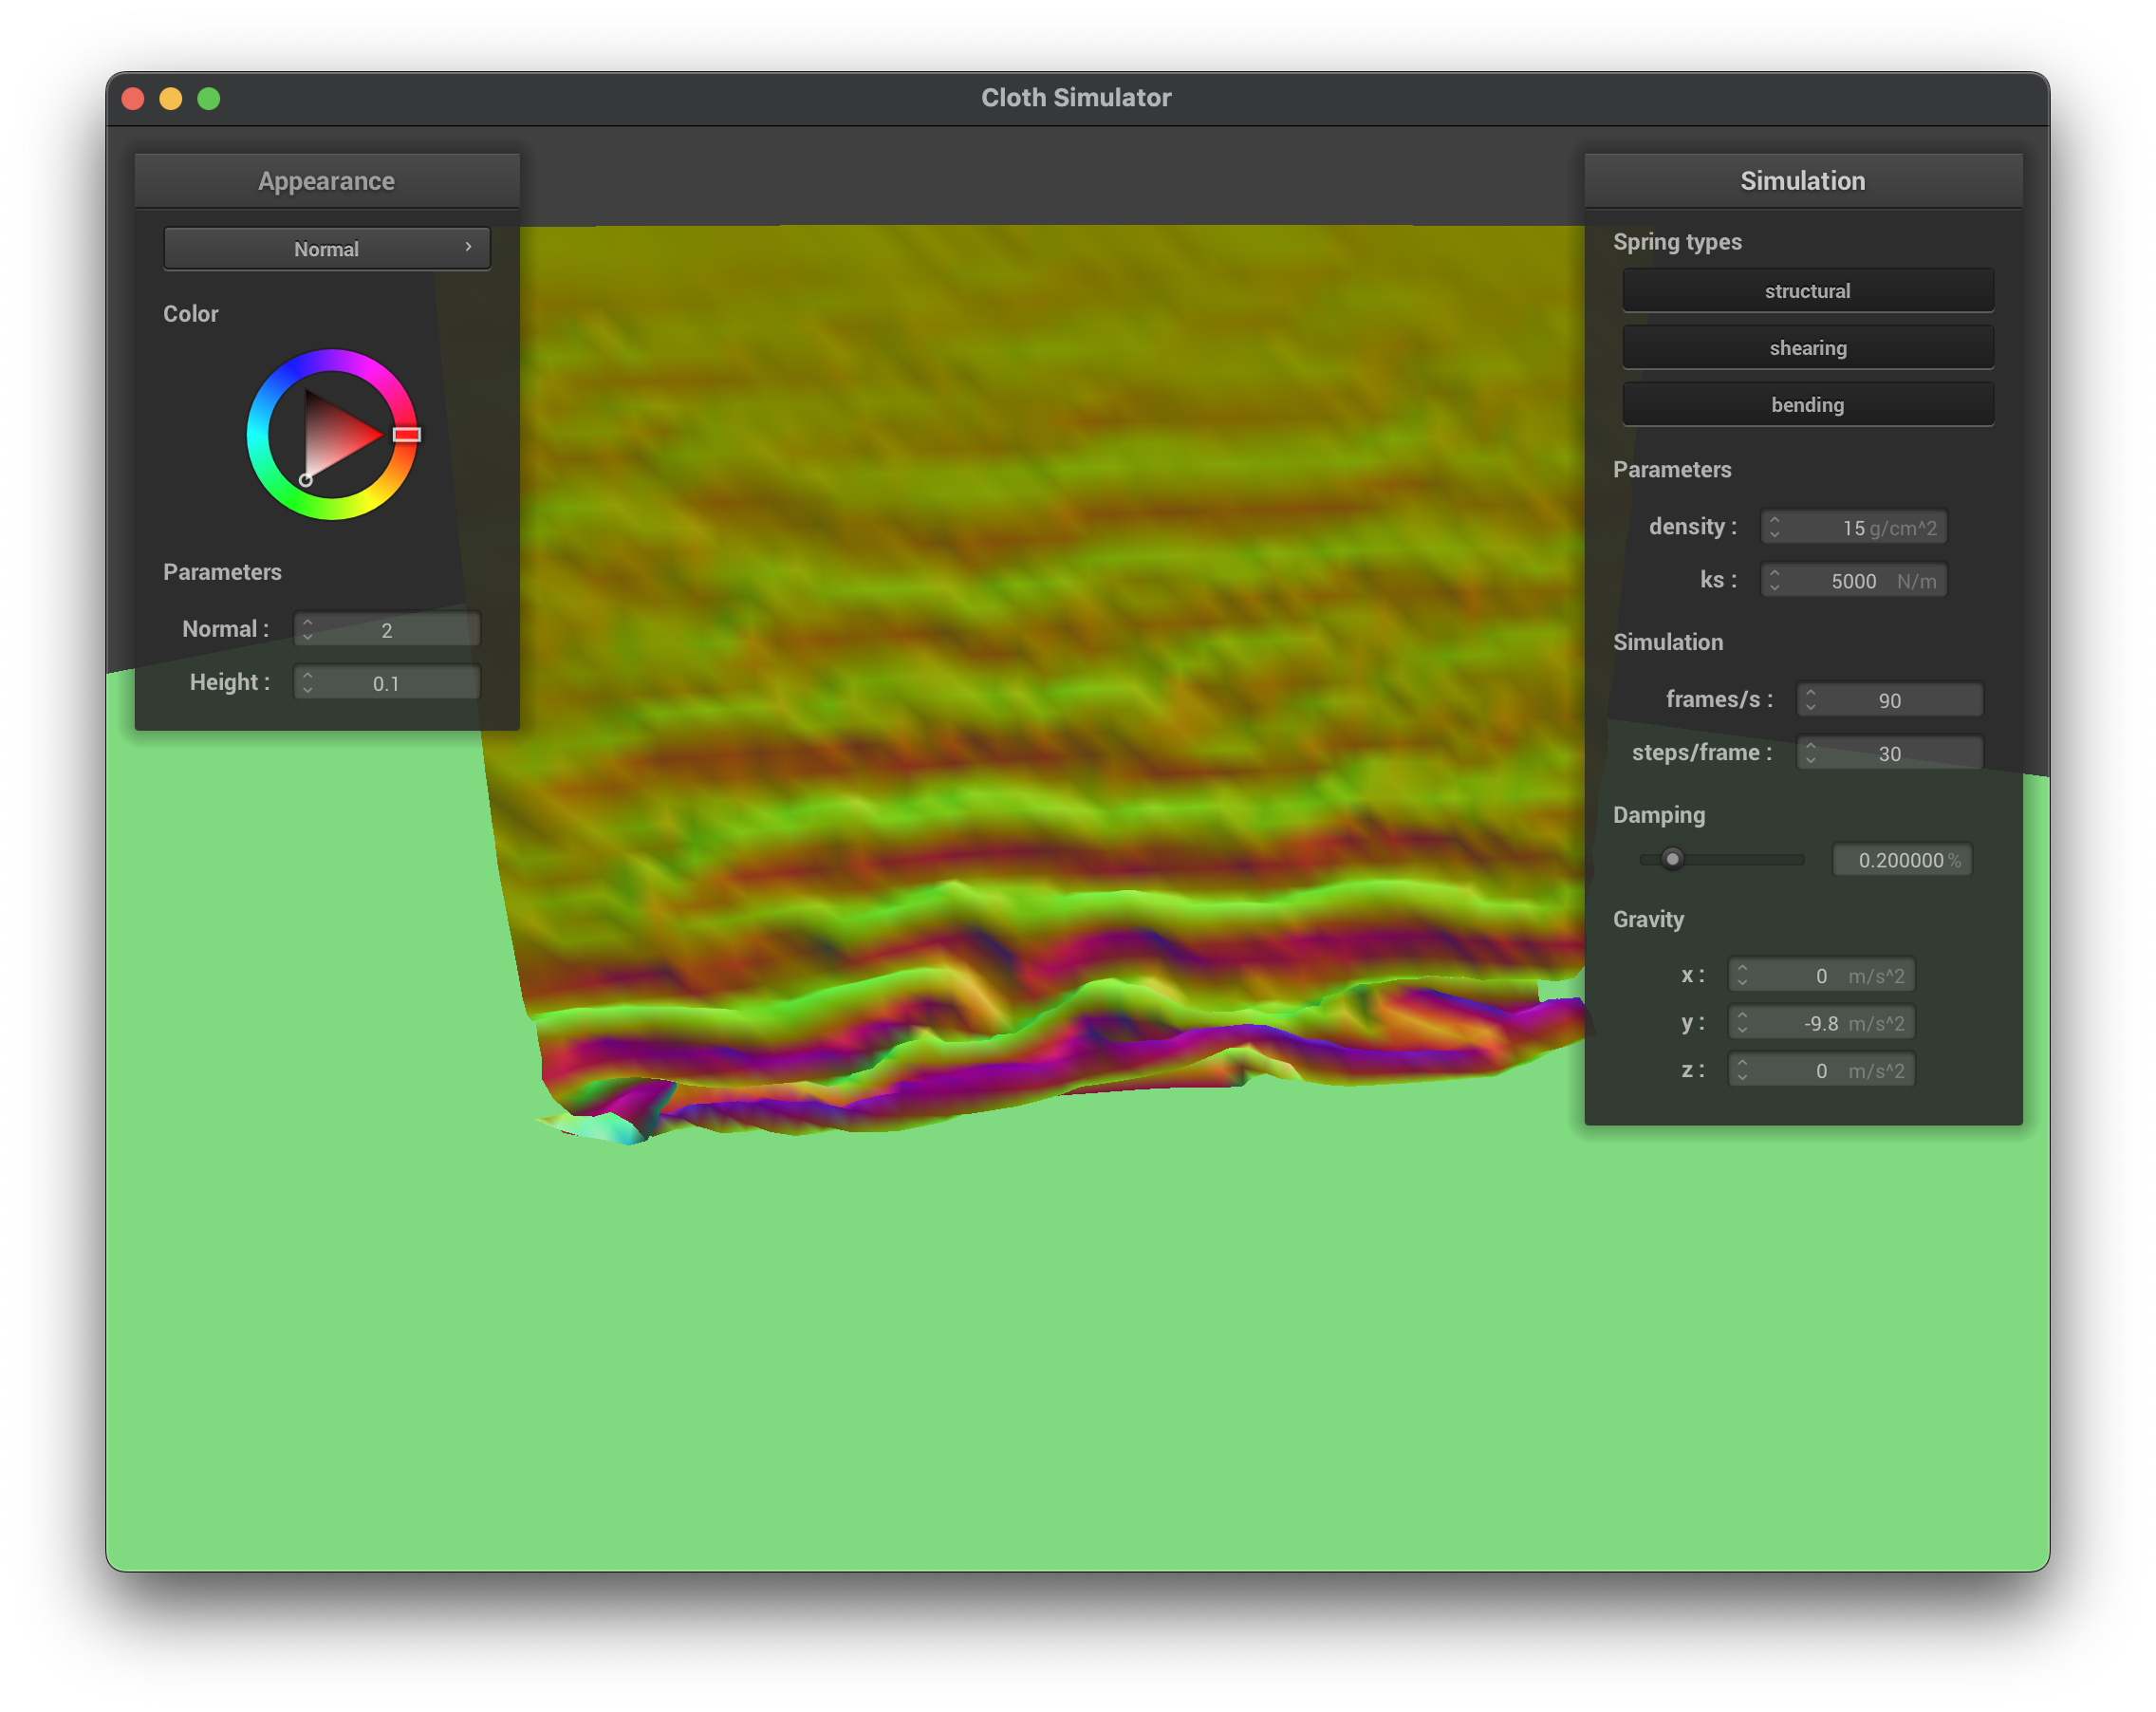 Cloth Simulator
Appearance
Normal
Color
Parameters
Normal : 2
Height : 0.1
Simulation
Spring types
structural
shearing
bending
Parameters
density : 15 g/cm^2
ks : 5000 N/m
Simulation
frames/s : 90
steps/frame : 30
Damping
0.200000 %
Gravity
x : 0 m/s^2
y : -9.8 m/s^2
z : 0 m/s^2